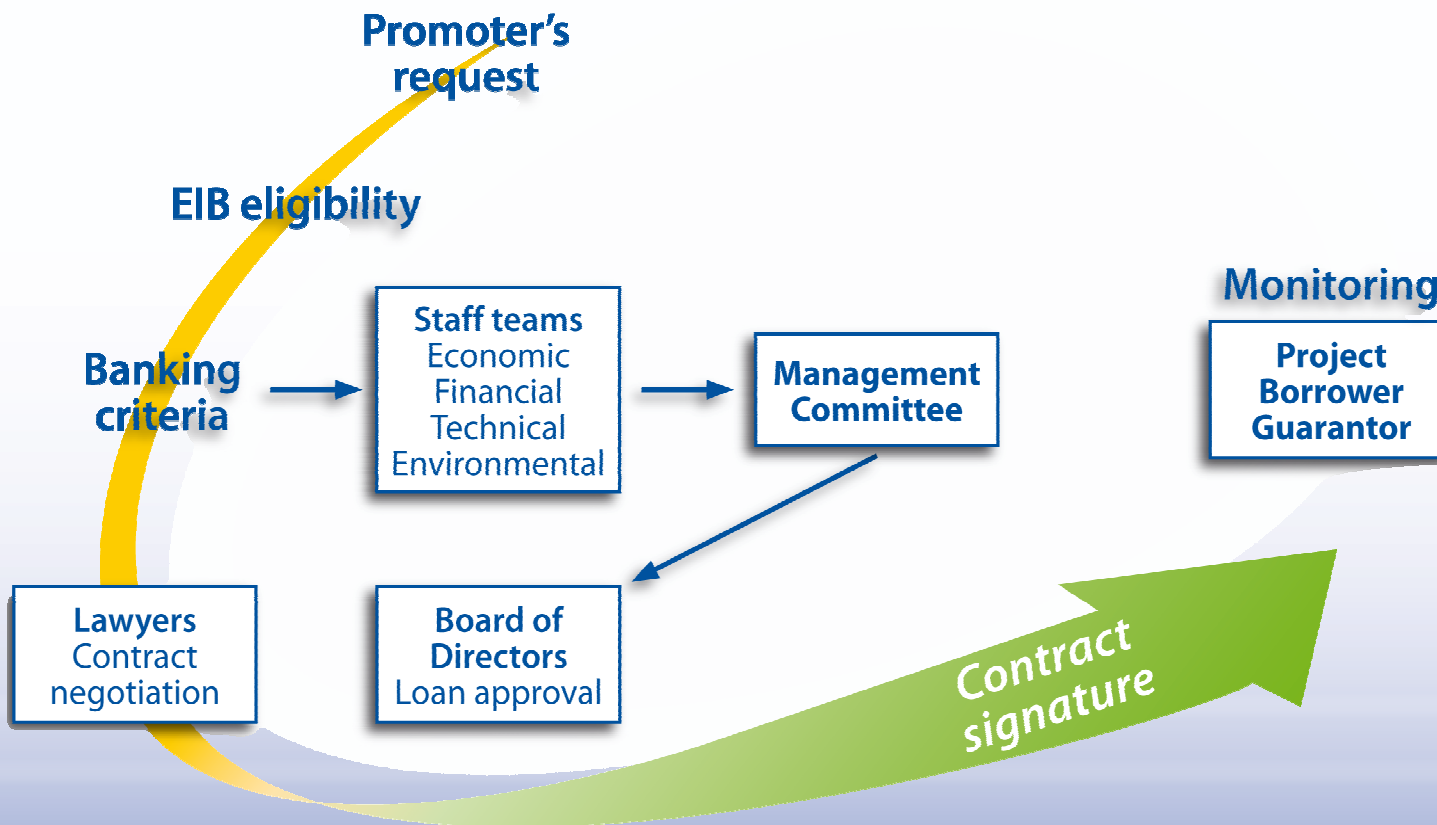 Promoter’s
request
EIB eligibility
Banking
criteria
Staff teams
Economic
Financial
Technical
Environmental
Management
Committee
Monitoring
Project
Borrower
Guarantor
Lawyers
Contract
negotiation
Board of
Directors
Loan approval
Contract
signature